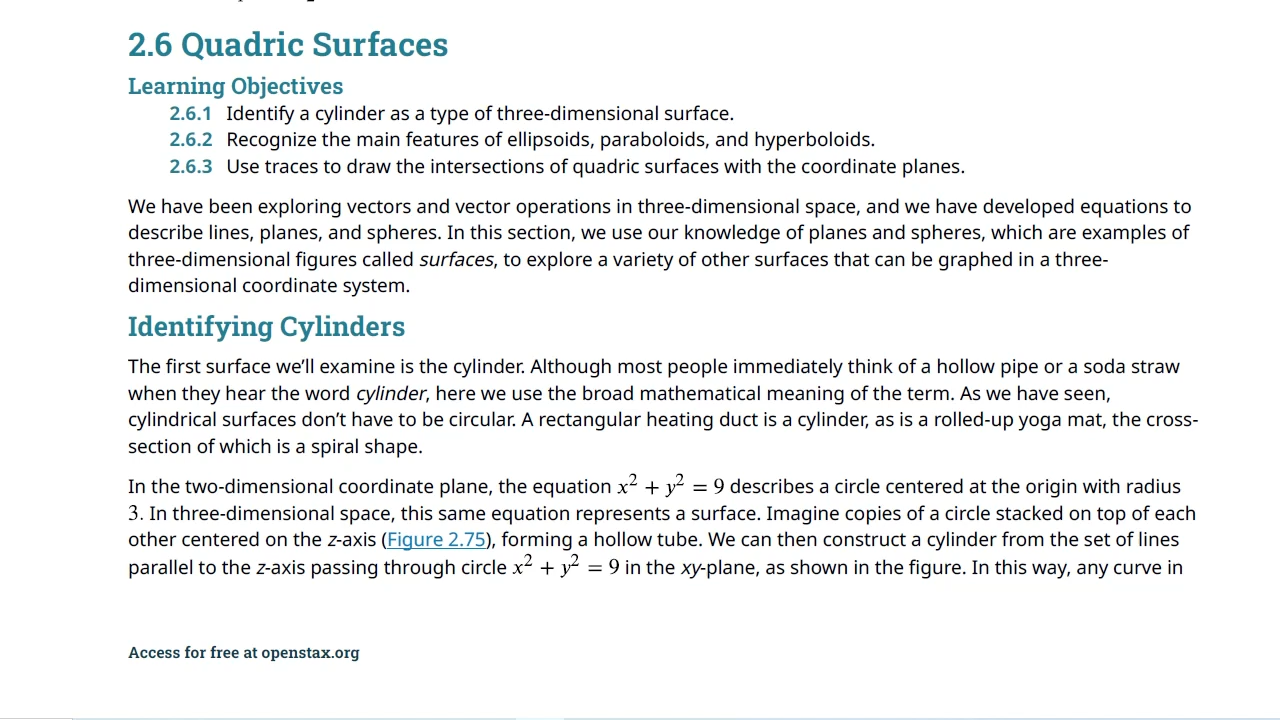 2.6 Quadric Surfaces
Learning Objectives
2.6.1 Identify a cylinder as a type of three-dimensional surface.
2.6.2 Recognize the main features of ellipsoids, paraboloids, and hyperboloids.
2.6.3 Use traces to draw the intersections of quadric surfaces with the coordinate planes.
We have been exploring vectors and vector operations in three-dimensional space, and we have developed equations to
describe lines, planes, and spheres. In this section, we use our knowledge of planes and spheres, which are examples of
three-dimensional figures called surfaces, to explore a variety of other surfaces that can be graphed in a three-
dimensional coordinate system.
Identifying Cylinders
The first surface we’ll examine is the cylinder. Although most people immediately think of a hollow pipe or a soda straw
when they hear the word cylinder, here we use the broad mathematical meaning of the term. As we have seen,
cylindrical surfaces don’t have to be circular. A rectangular heating duct is a cylinder, as is a rolled-up yoga mat, the cross-
section of which is a spiral shape.
In the two-dimensional coordinate plane, the equation x² + y² = 9 describes a circle centered at the origin with radius
3. In three-dimensional space, this same equation represents a surface. Imagine copies of a circle stacked on top of each
other centered on the z-axis (Figure 2.75), forming a hollow tube. We can then construct a cylinder from the set of lines
parallel to the z-axis passing through circle x² + y² = 9 in the xy-plane, as shown in the figure. In this way, any curve in
Access for free at openstax.org